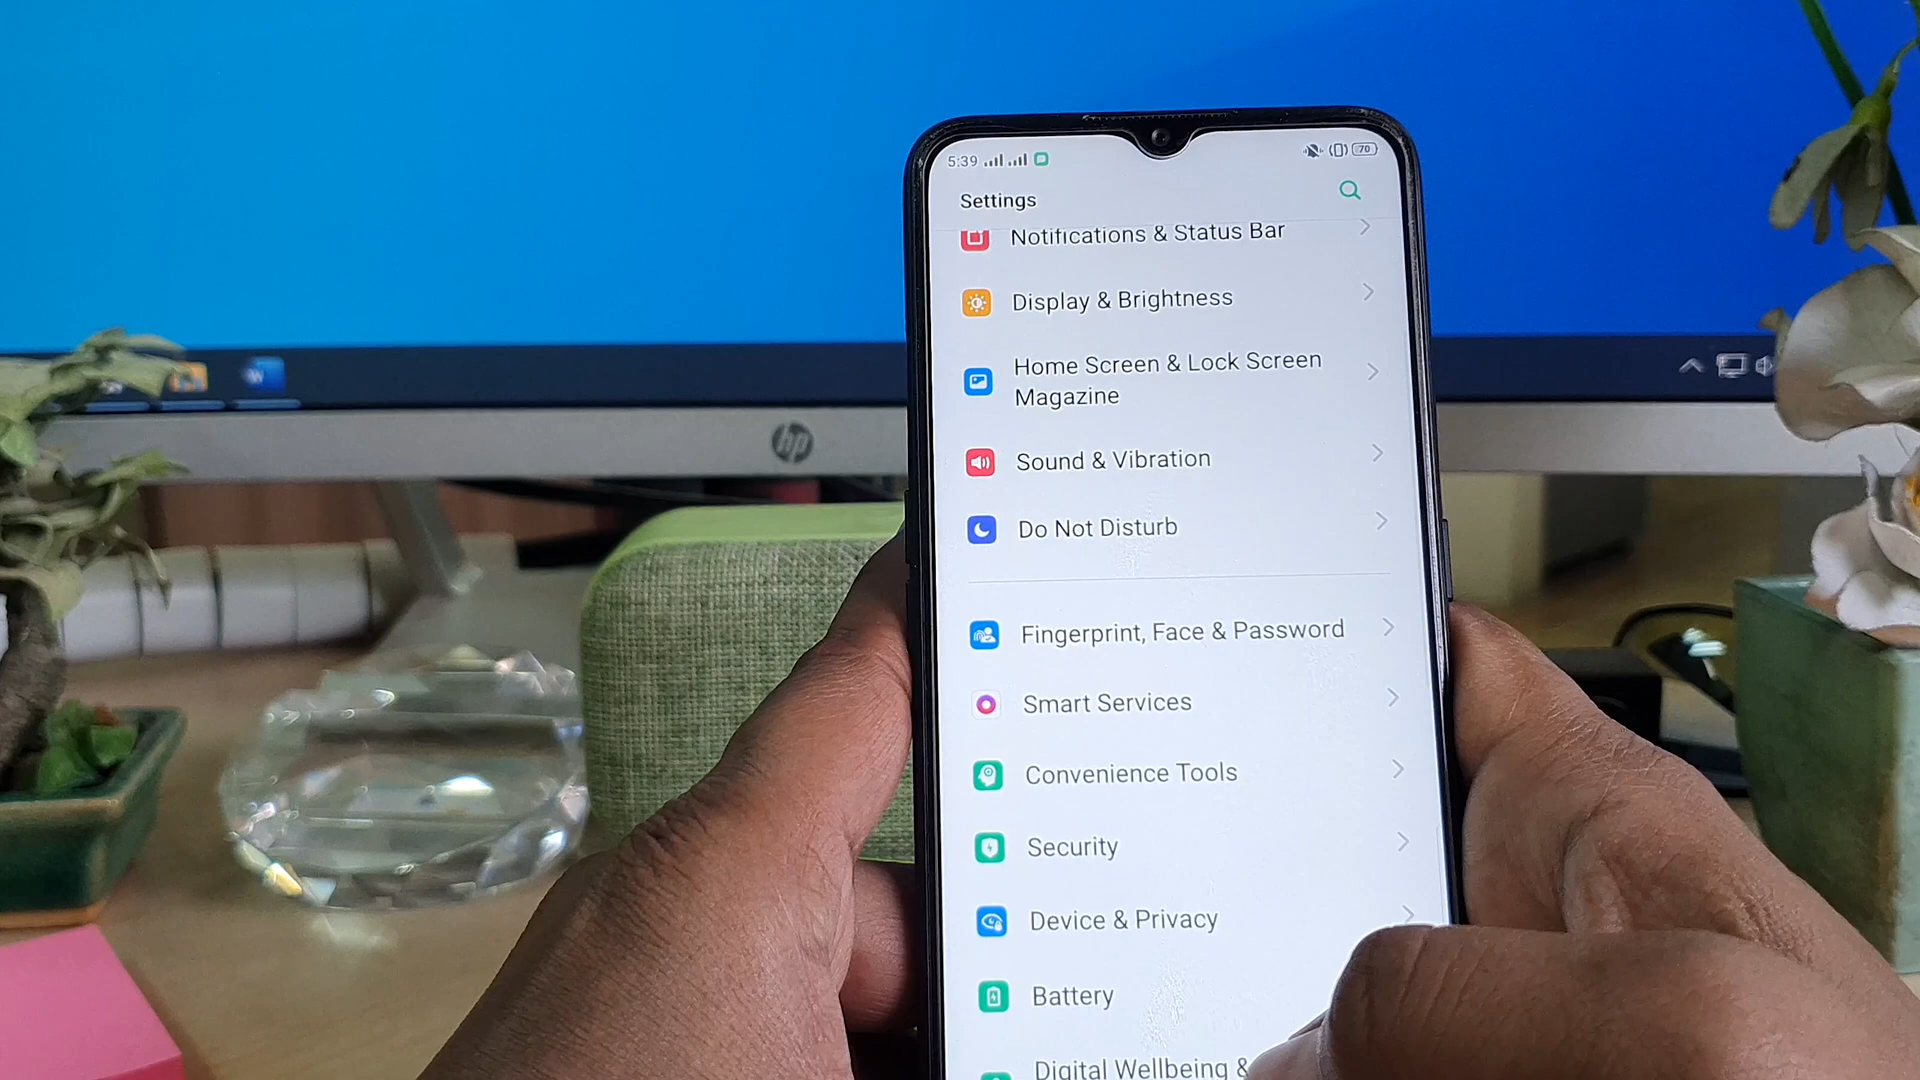 5:39
70
Settings
Notifications & Status Bar
Display & Brightness
Home Screen & Lock Screen
Magazine
Sound & Vibration
Do Not Disturb
Fingerprint, Face & Password
Smart Services
Convenience Tools
Security
Device & Privacy
Battery
Digital Wellbeing &
hp
W